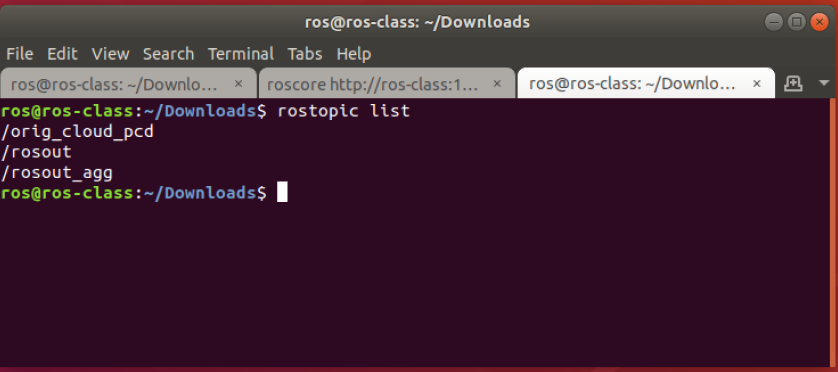 ros@ros-class: ~/Downloads
File Edit View Search Terminal Tabs Help
ros@ros-class: ~/Downlo... × roscore http://ros-class:1... × ros@ros-class: ~/Downlo... ×
ros@ros-class:~/Downloads$ rostopic list
/orig_cloud_pcd
/rosout
/rosout_agg
ros@ros-class:~/Downloads$